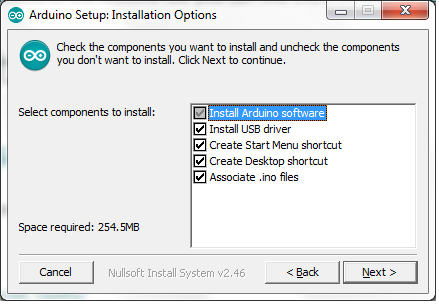 Arduino Setup: Installation Options
Check the components you want to install and uncheck the components
you don't want to install. Click Next to continue.
Select components to install:
Install Arduino software
Install USB driver
Create Start Menu shortcut
Create Desktop shortcut
Associate .ino files
Space required: 254.5MB
Cancel
Nullsoft Install System v2.46
< Back
Next >